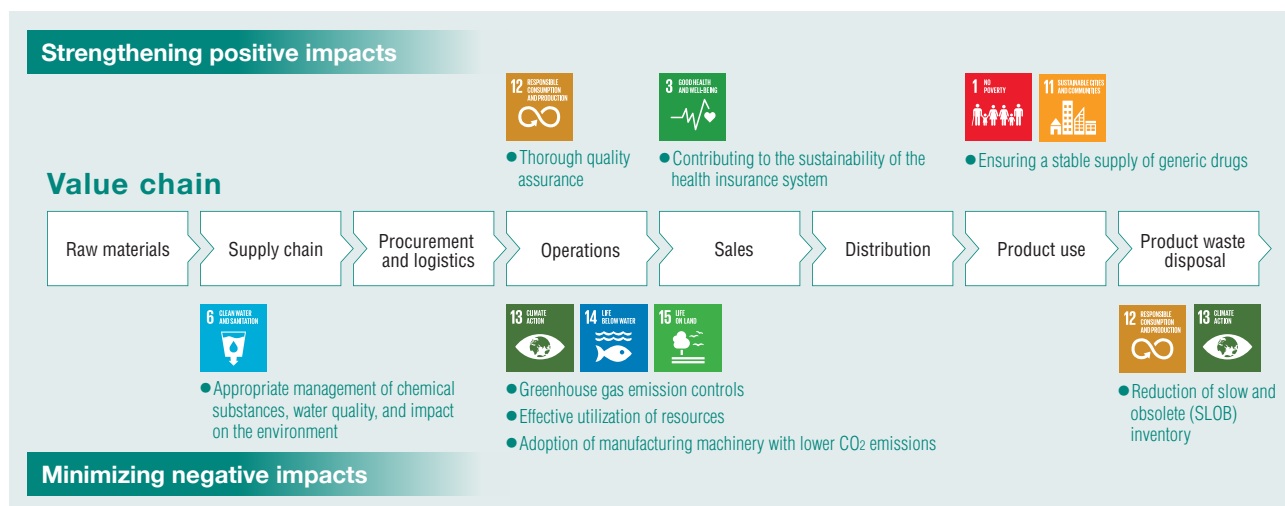 Strengthening positive impacts
12 RESPONSIBLE
CONSUMPTION
AND PRODUCTION
3 GOOD HEALTH
AND WELL-BEING
1 NO
POVERTY
11 SUSTAINABLE CITIES
AND COMMUNITIES
●Thorough quality
assurance
●Contributing to the sustainability of the
health insurance system
●Ensuring a stable supply of generic drugs
Value chain
Raw materials
Supply chain
Procurement
and logistics
Operations
Sales
Distribution
Product use
Product waste
disposal
6 CLEAN WATER
AND SANITATION
13 CLIMATE
ACTION
14 LIFE
BELOW WATER
15 LIFE
ON LAND
12 RESPONSIBLE
CONSUMPTION
AND PRODUCTION
13 CLIMATE
ACTION
●Appropriate management of chemical
substances, water quality, and impact
on the environment
●Greenhouse gas emission controls
●Effective utilization of resources
●Adoption of manufacturing machinery with lower CO2 emissions
●Reduction of slow and
obsolete (SLOB)
inventory
Minimizing negative impacts